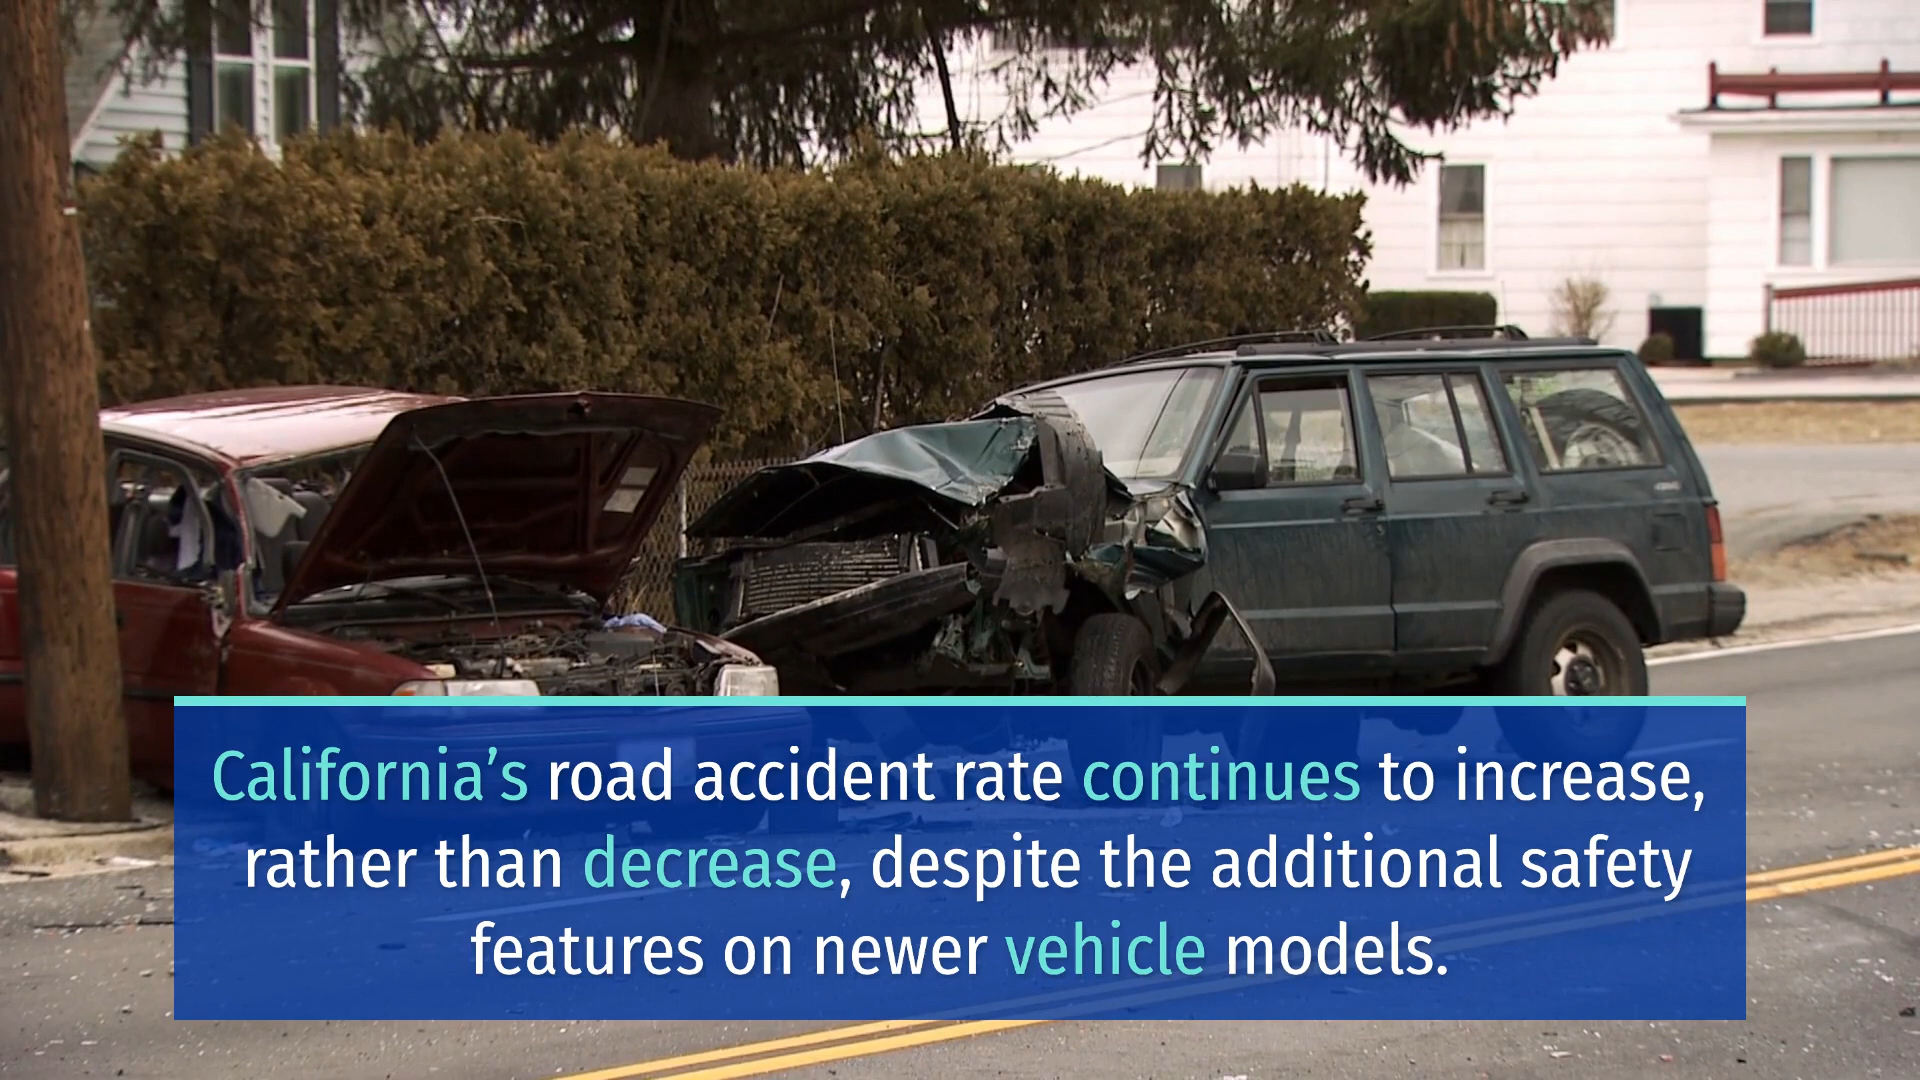 California’s road accident rate continues to increase,
rather than decrease, despite the additional safety
features on newer vehicle models.